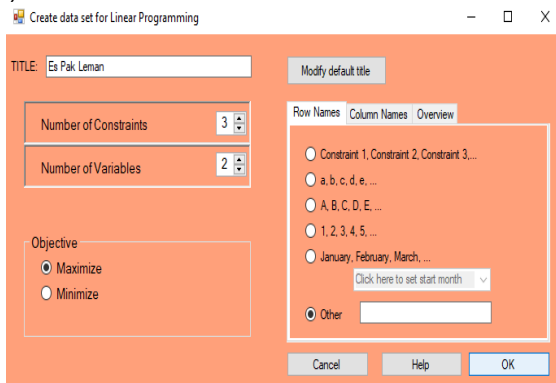 Create data set for Linear Programming
TITLE: Es Pak Leman
Modify default title
Number of Constraints 3
Number of Variables 2
Objective
Maximize
Minimize
Row Names Column Names Overview
Constraint 1, Constraint 2, Constraint 3,...
a, b, c, d, e, ...
A, B, C, D, E, ...
1, 2, 3, 4, 5, ...
January, February, March, ...
Click here to set start month
Other
Cancel Help OK